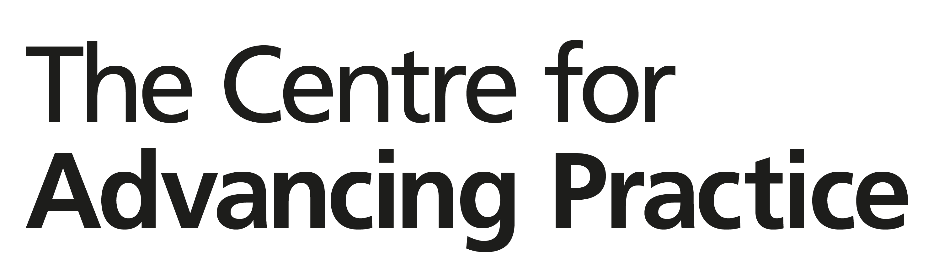 The Centre for
Advancing Practice